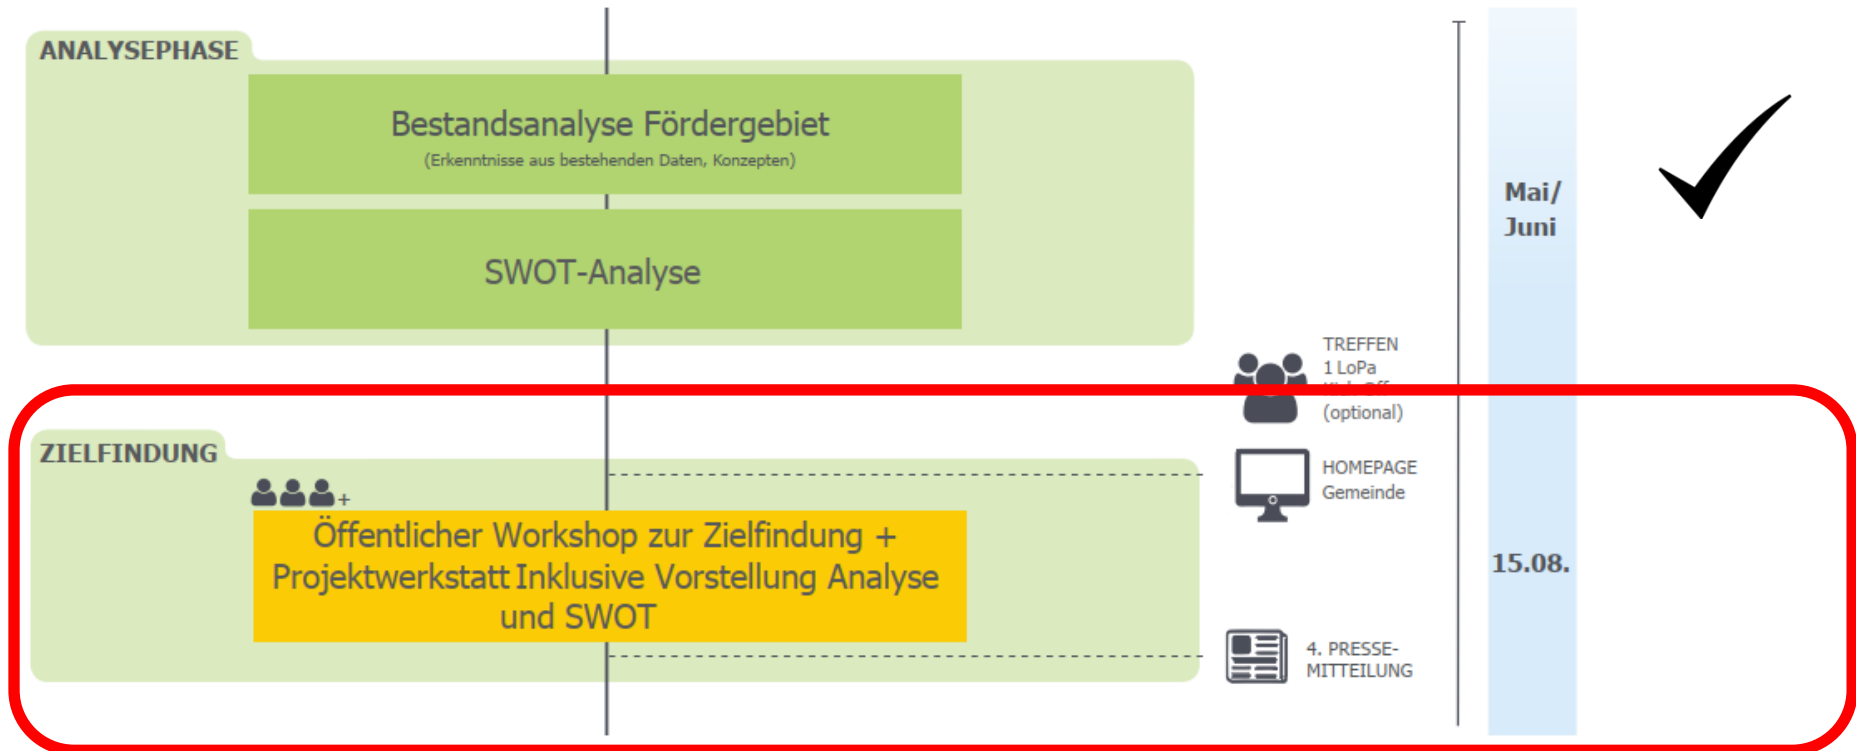 ANALYSEPHASE
Bestandsanalyse Fördergebiet
(Erkenntnisse aus bestehenden Daten, Konzepten)
SWOT-Analyse
Mai/
Juni
TREFFEN
1 LoPa
(optional)
ZIELFINDUNG
HOMEPAGE
Gemeinde
+
Öffentlicher Workshop zur Zielfindung +
Projektwerkstatt Inklusive Vorstellung Analyse
und SWOT
15.08.
4. PRESSE-
MITTEILUNG